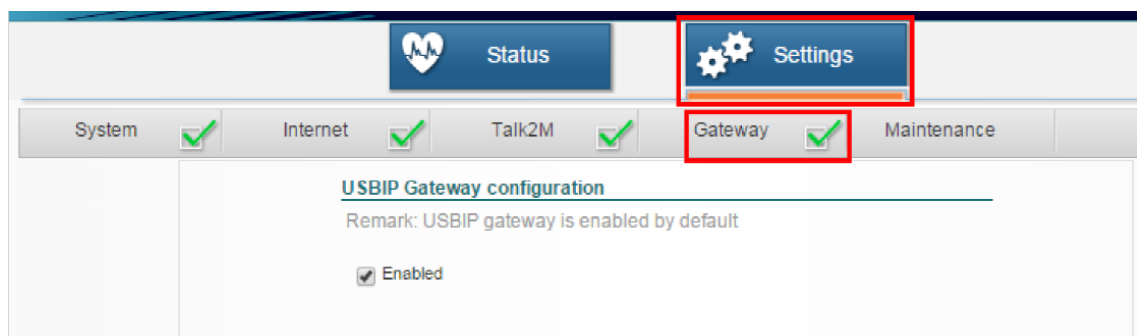 Status Settings
System Internet Talk2M Gateway Maintenance
USBIP Gateway configuration
Remark: USBIP gateway is enabled by default
Enabled